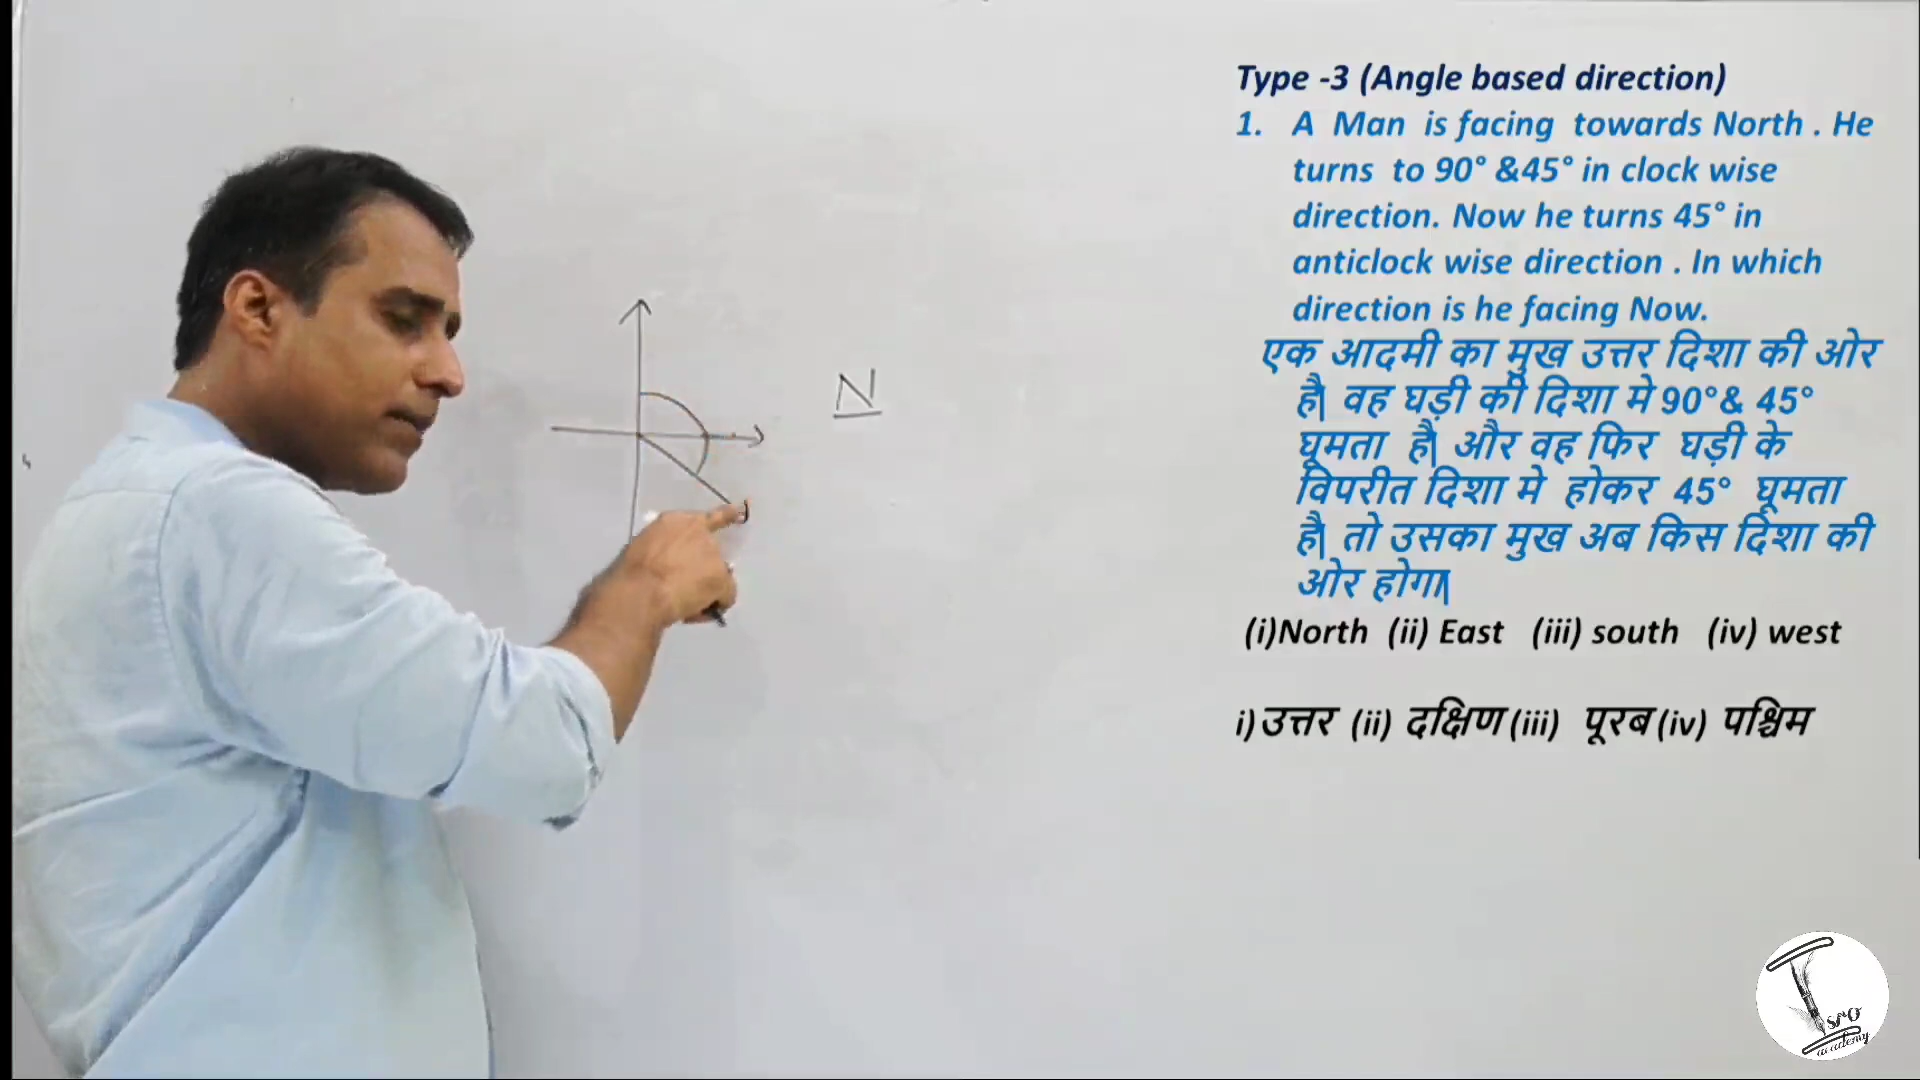 Type -3 (Angle based direction)
1. A Man is facing towards North . He
turns to 90° &45° in clock wise
direction. Now he turns 45° in
anticlock wise direction . In which
direction is he facing Now.
एक आदमी का मुख उत्तर दिशा की ओर
है| वह घड़ी की दिशा मे 90°& 45°
घूमता है| और वह फिर घड़ी के
विपरीत दिशा मे होकर 45° घूमता
है| तो उसका मुख अब किस दिशा की
ओर होगा|
(i)North (ii) East (iii) south (iv) west
i) उत्तर (ii) दक्षिण (iii) पूरब (iv) पश्चिम
N
Isro
academy